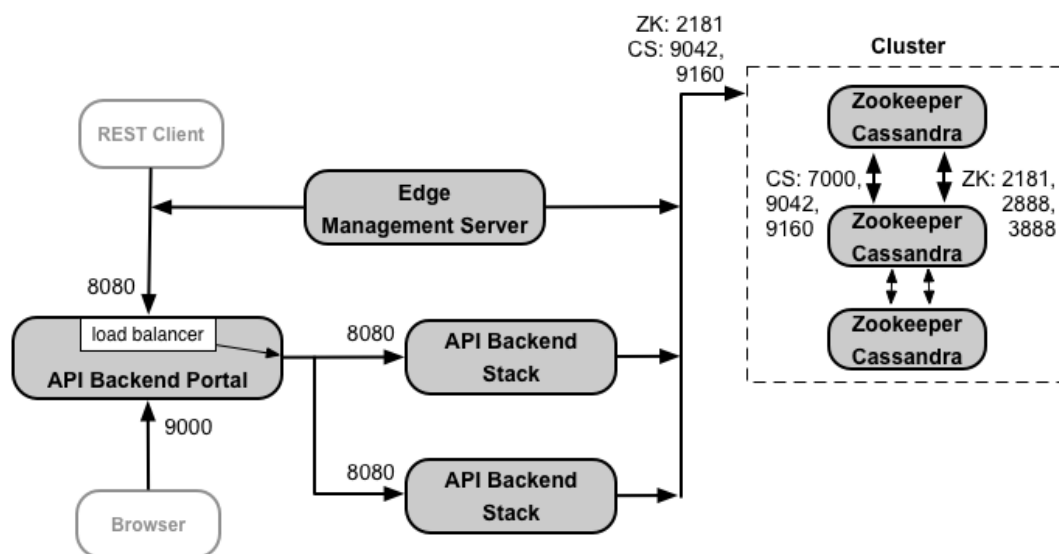 ZK: 2181
CS: 9042,
9160
Cluster
Zookeeper
Cassandra
REST Client
CS: 7000,
9042,
9160
ZK: 2181,
2888,
3888
Edge
Management Server
Zookeeper
Cassandra
8080
load balancer
API Backend Portal
8080
API Backend
Stack
Zookeeper
Cassandra
9000
8080
API Backend
Stack
Browser